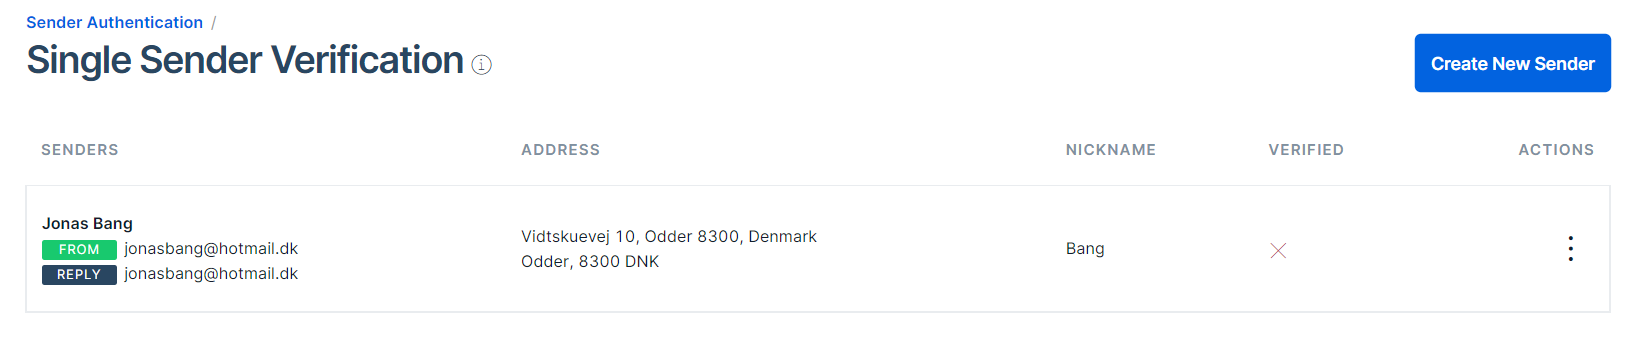 Sender Authentication /
Single Sender Verification
Create New Sender
SENDERS ADDRESS NICKNAME VERIFIED ACTIONS
Jonas Bang
FROM jonasbang@hotmail.dk
REPLY jonasbang@hotmail.dk
Vidtskuevej 10, Odder 8300, Denmark
Odder, 8300 DNK
Bang